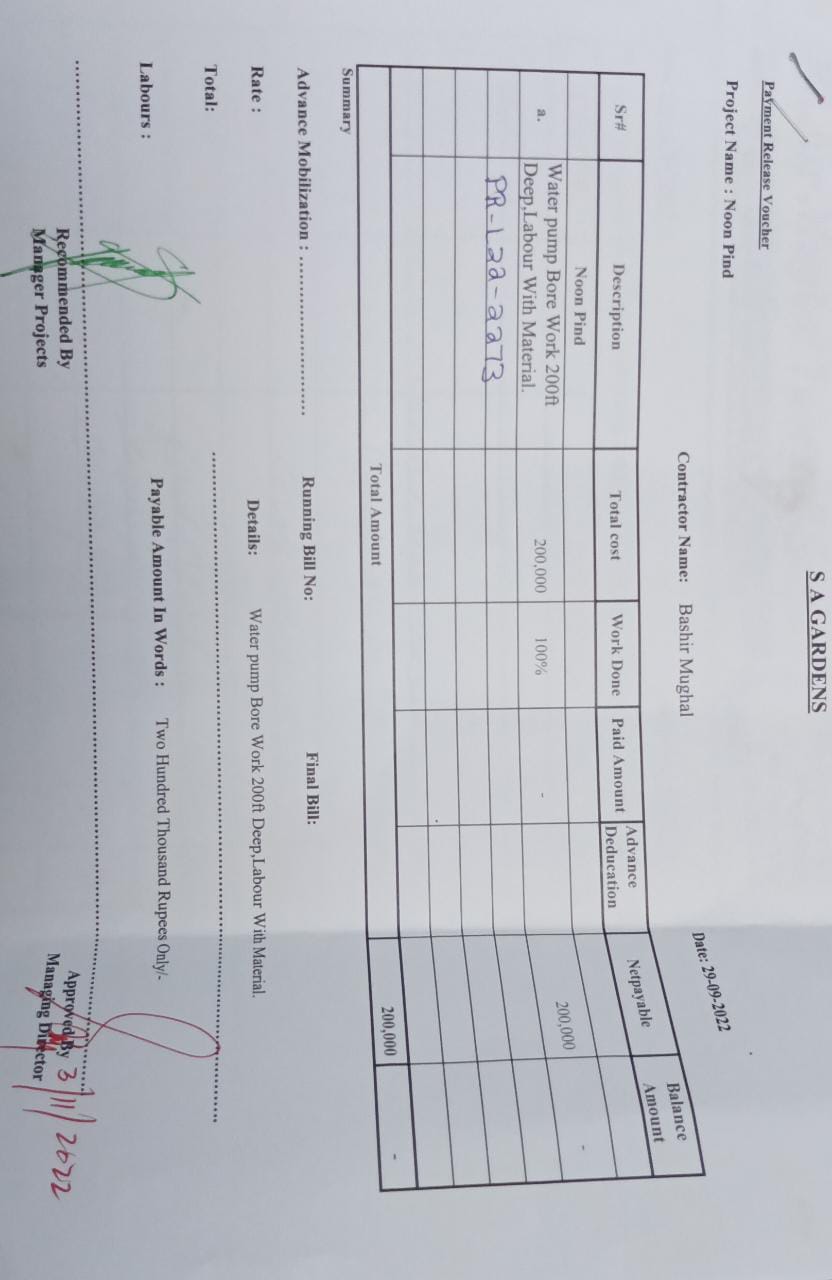 S A GARDENS
Payment Release Voucher
Date: 29-09-2022
Project Name : Noon Pind
Contractor Name: Bashir Mughal
Sr# Description Total cost Work Done Paid Amount Advance Deducation Netpayable Balance Amount
Noon Pind
a. Water pump Bore Work 200ft Deep,Labour With Material. 200,000 100% - 200,000 -
PR-L22-2273
Total Amount 200,000 -
Summary
Advance Mobilization : .............................. Running Bill No: Final Bill:
Rate : Details: Water pump Bore Work 200ft Deep,Labour With Material.
Total:
Labours : Payable Amount In Words : Two Hundred Thousand Rupees Only/-
Recommended By Approved By
Manager Projects Managing Director
3/11/2022